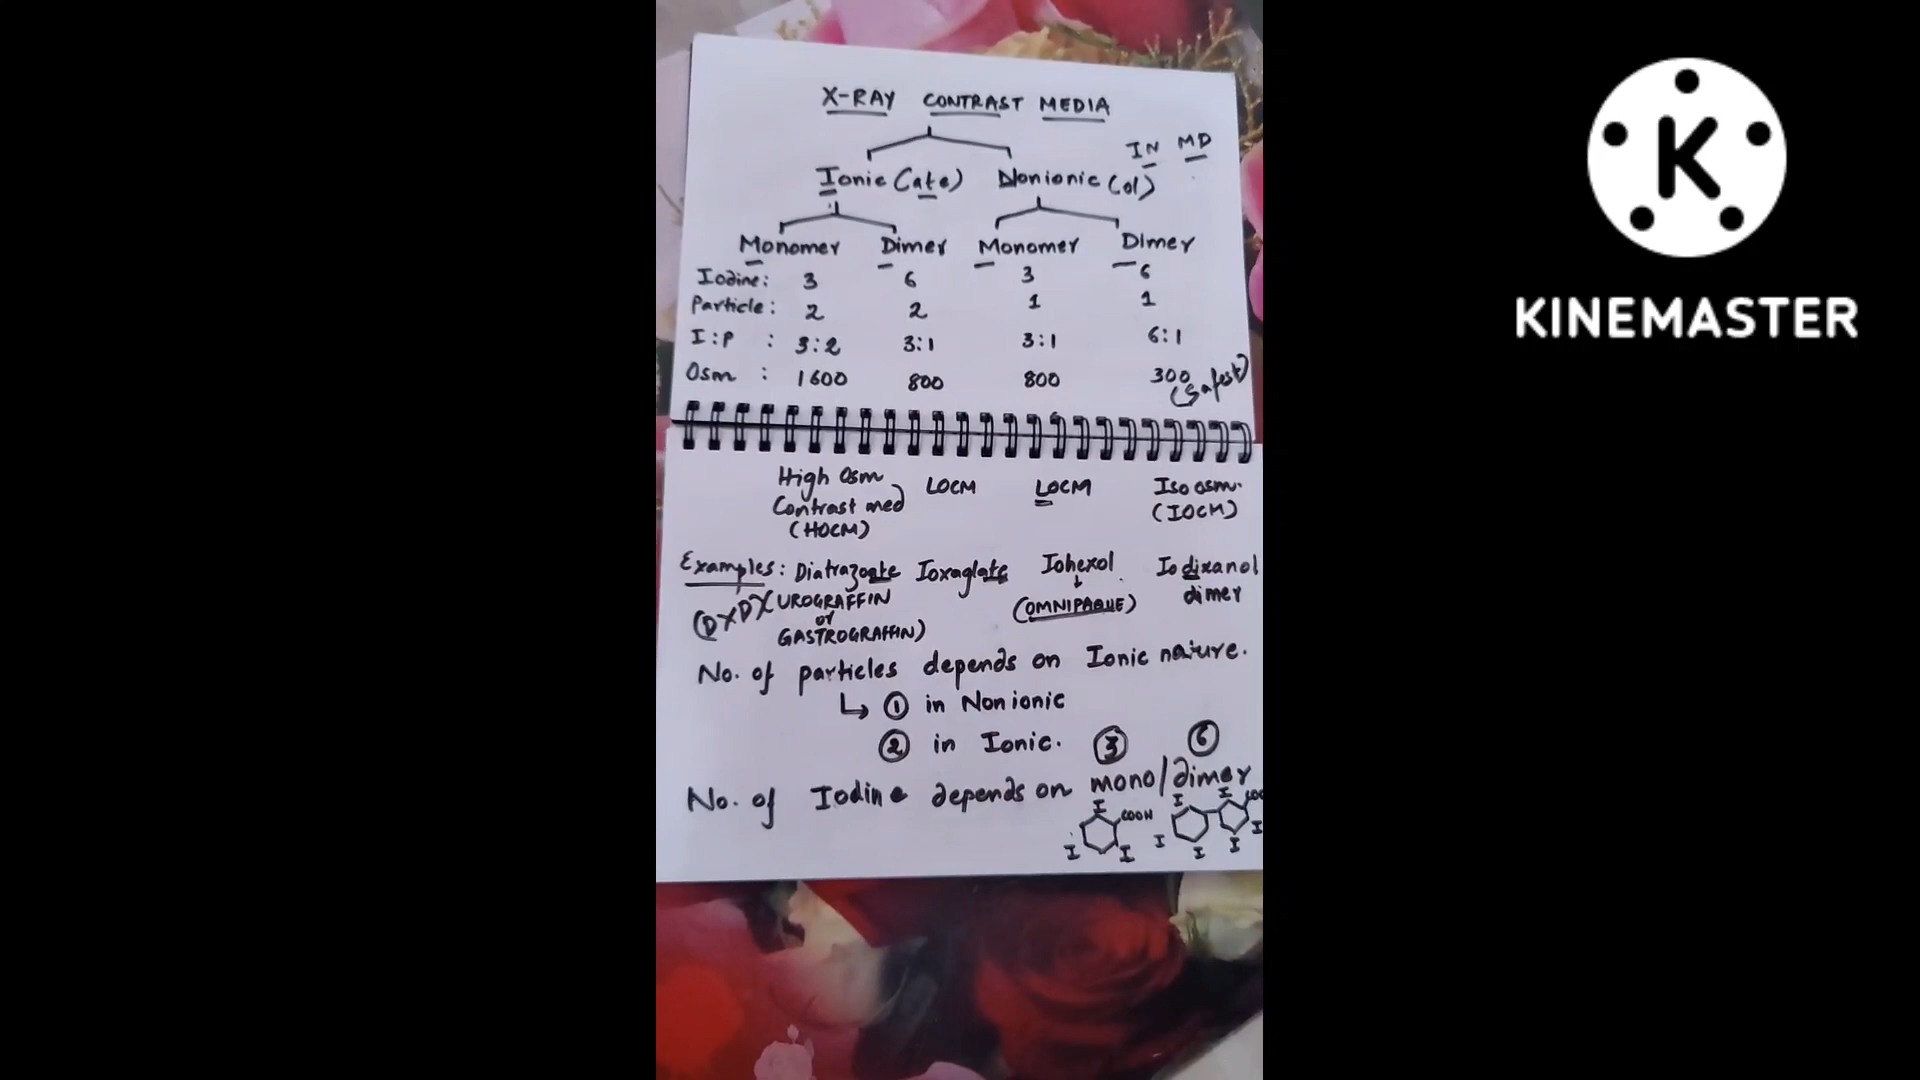 X-RAY CONTRAST MEDIA
IN MD
Ionic (ate) Nonionic (ol)
Monomer Dimer Monomer Dimer
Iodine: 3 6 3 6
Particle: 2 2 1 1
I:P : 3:2 3:1 3:1 6:1
Osm : 1600 800 800 300 (Safest)
High Osm LOCM LOCM Iso osm.
Contrast med (IOCM)
(HOCM)
Examples: Diatrazoate Ioxaglate Iohexol Iodixanol
(DXDX UROGRAFFIN (OMNIPAQUE) dimer
or
GASTROGRAFFIN)
No. of particles depends on Ionic nature.
① in Nonionic
② in Ionic. ③ ⑥
No. of Iodine depends on mono/dimer
I COOH I I COO
I I I I I I
KINEMASTER